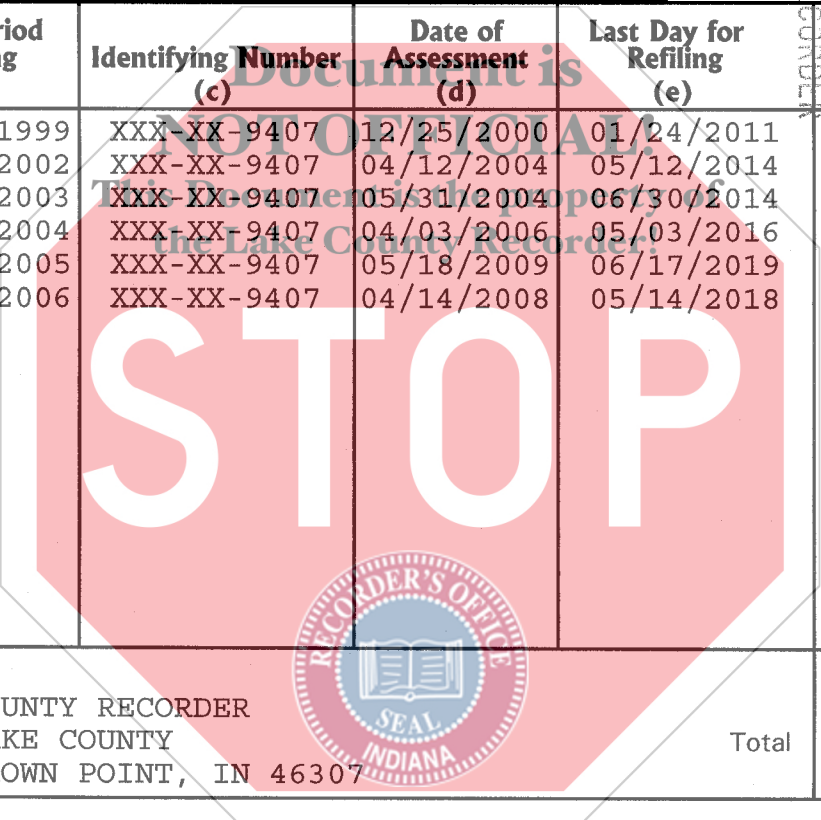 riod
ng
Identifying Number
(c)
Date of
Assessment
(d)
Last Day for
Refiling
(e)
CORDER
1999 XXX-XX-9407 12/25/2000 01/24/2011
2002 XXX-XX-9407 04/12/2004 05/12/2014
2003 XXX-XX-9407 05/31/2004 06/30/2014
2004 XXX-XX-9407 04/03/2006 05/03/2016
2005 XXX-XX-9407 05/18/2009 06/17/2019
2006 XXX-XX-9407 04/14/2008 05/14/2018
Document is
NOT OFFICIAL!
This Document is the property of
the Lake County Recorder!
STOP
RECORDER'S OFFICE
SEAL
INDIANA
UNTY RECORDER
KE COUNTY
OWN POINT, IN 46307
Total